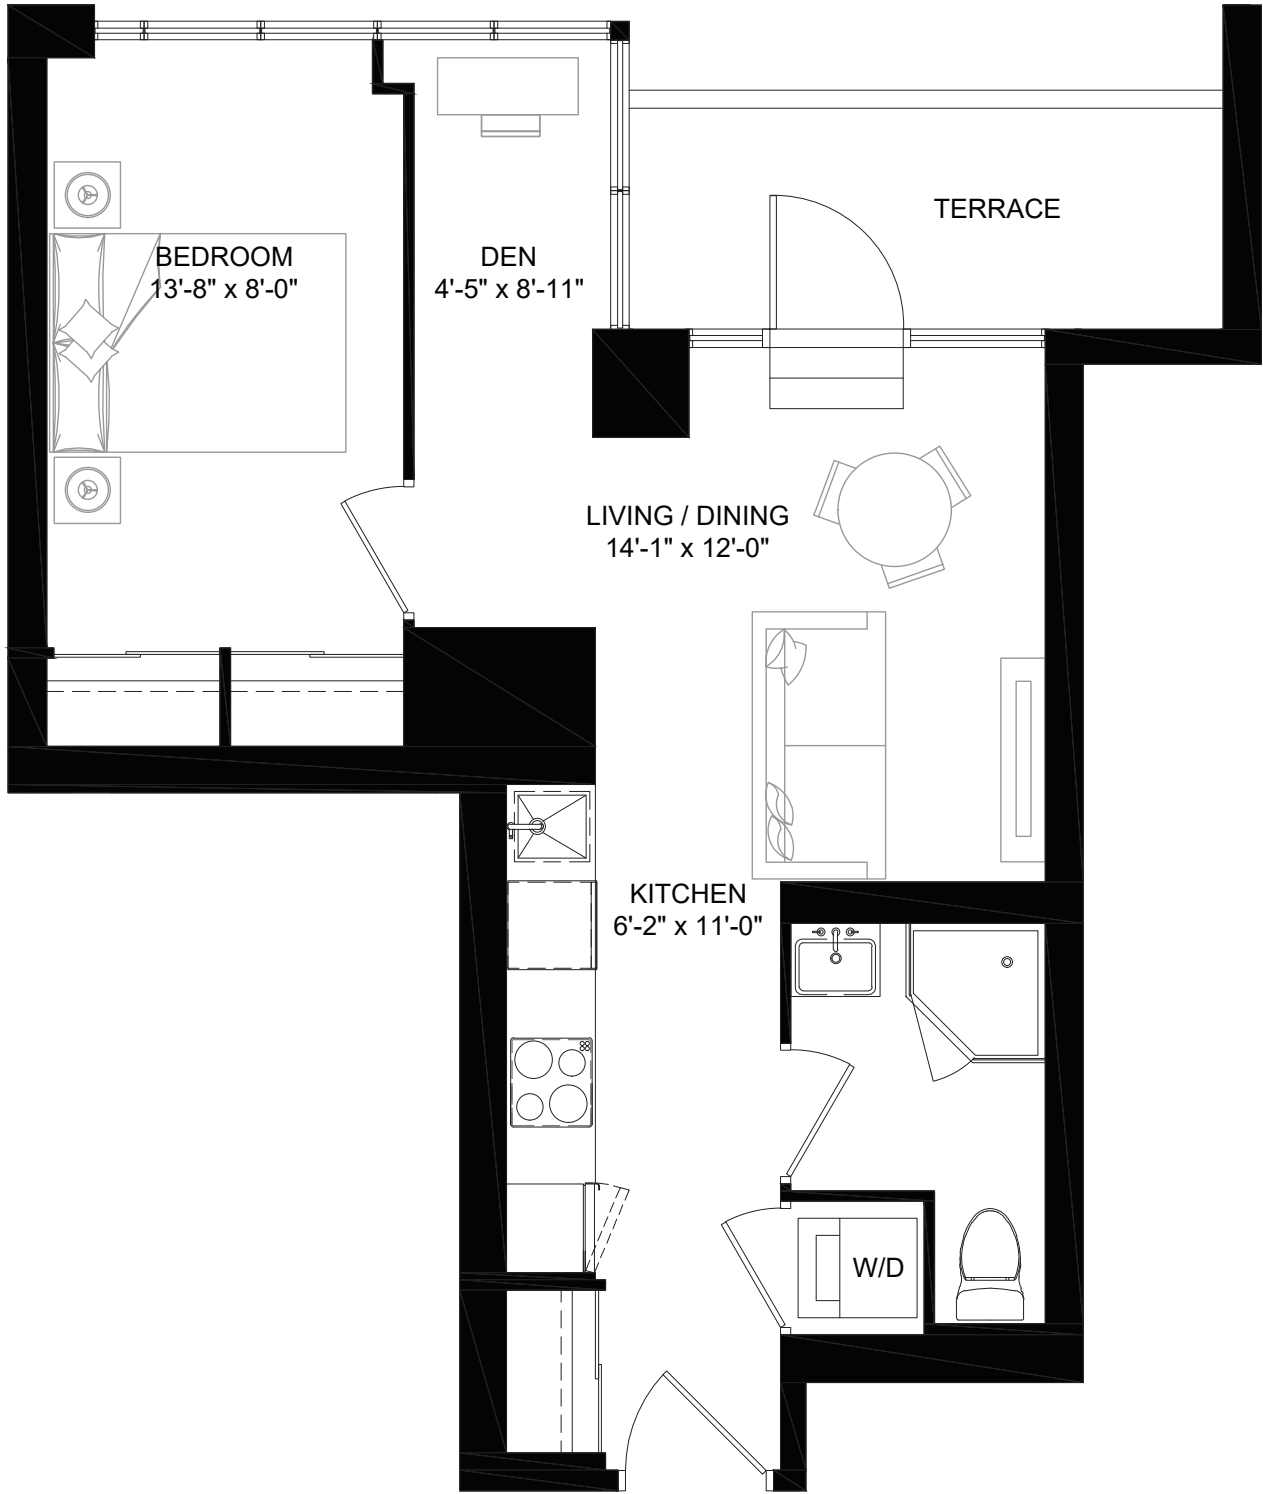 TERRACE
BEDROOM
13'-8" x 8'-0"
DEN
4'-5" x 8'-11"
LIVING / DINING
14'-1" x 12'-0"
KITCHEN
6'-2" x 11'-0"
W/D